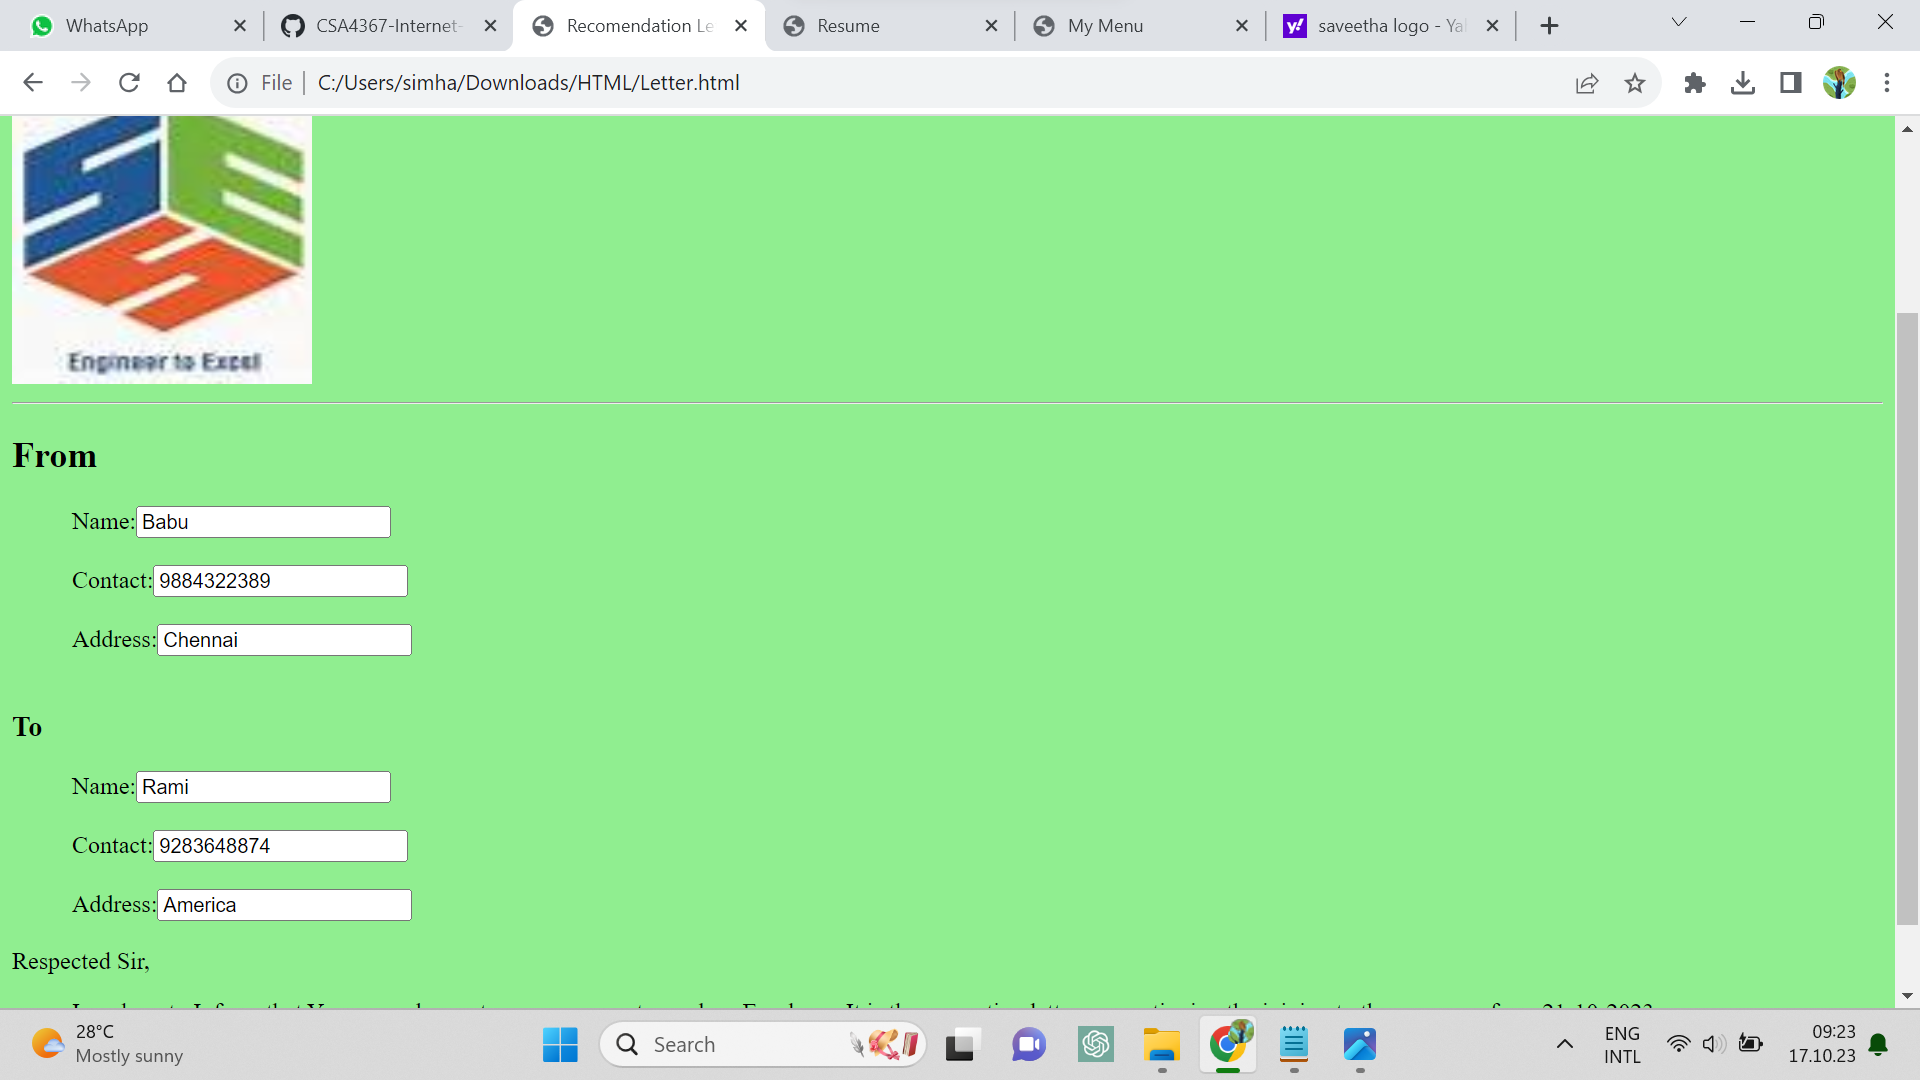 WhatsApp
CSA4367-Internet-
Recomendation Le
Resume
My Menu
saveetha logo - Ya
File
C:/Users/simha/Downloads/HTML/Letter.html
SES
Engineer to Excel
From
Name: Babu
Contact: 9884322389
Address: Chennai
To
Name: Rami
Contact: 9283648874
Address: America
Respected Sir,
28°C
Mostly sunny
Search
ENG
INTL
09:23
17.10.23